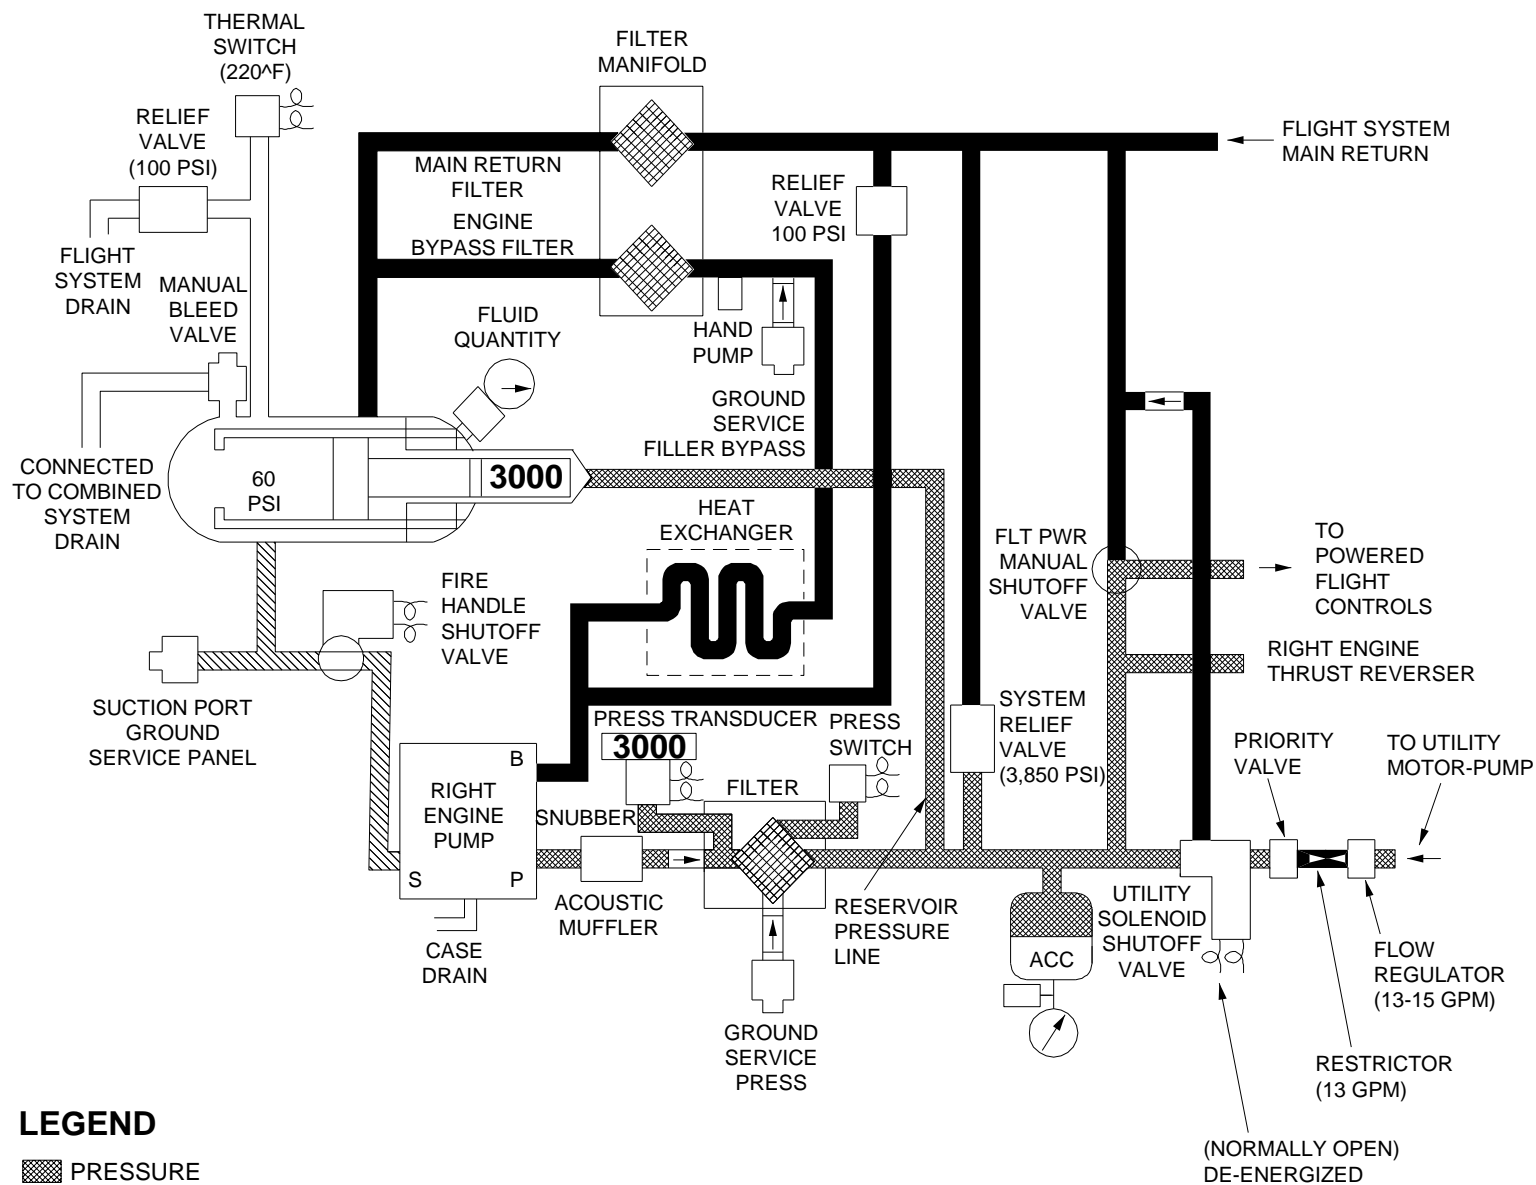 THERMAL
SWITCH
(220^F)
FILTER
MANIFOLD
RELIEF
VALVE
(100 PSI)
FLIGHT SYSTEM
MAIN RETURN
MAIN RETURN
FILTER
ENGINE
BYPASS FILTER
RELIEF
VALVE
100 PSI
FLIGHT
SYSTEM
DRAIN
MANUAL
BLEED
VALVE
FLUID
QUANTITY
HAND
PUMP
GROUND
SERVICE
FILLER BYPASS
CONNECTED
TO COMBINED
SYSTEM
DRAIN
60
PSI
3000
HEAT
EXCHANGER
FLT PWR
MANUAL
SHUTOFF
VALVE
TO
POWERED
FLIGHT
CONTROLS
FIRE
HANDLE
SHUTOFF
VALVE
RIGHT ENGINE
THRUST REVERSER
SUCTION PORT
GROUND
SERVICE PANEL
PRESS TRANSDUCER
3000
PRESS
SWITCH
SYSTEM
RELIEF
VALVE
(3,850 PSI)
PRIORITY
VALVE
TO UTILITY
MOTOR-PUMP
B
RIGHT
ENGINE
PUMP
S
P
SNUBBER
FILTER
ACOUSTIC
MUFFLER
CASE
DRAIN
RESERVOIR
PRESSURE
LINE
ACC
UTILITY
SOLENOID
SHUTOFF
VALVE
FLOW
REGULATOR
(13-15 GPM)
GROUND
SERVICE
PRESS
RESTRICTOR
(13 GPM)
(NORMALLY OPEN)
DE-ENERGIZED
LEGEND
PRESSURE